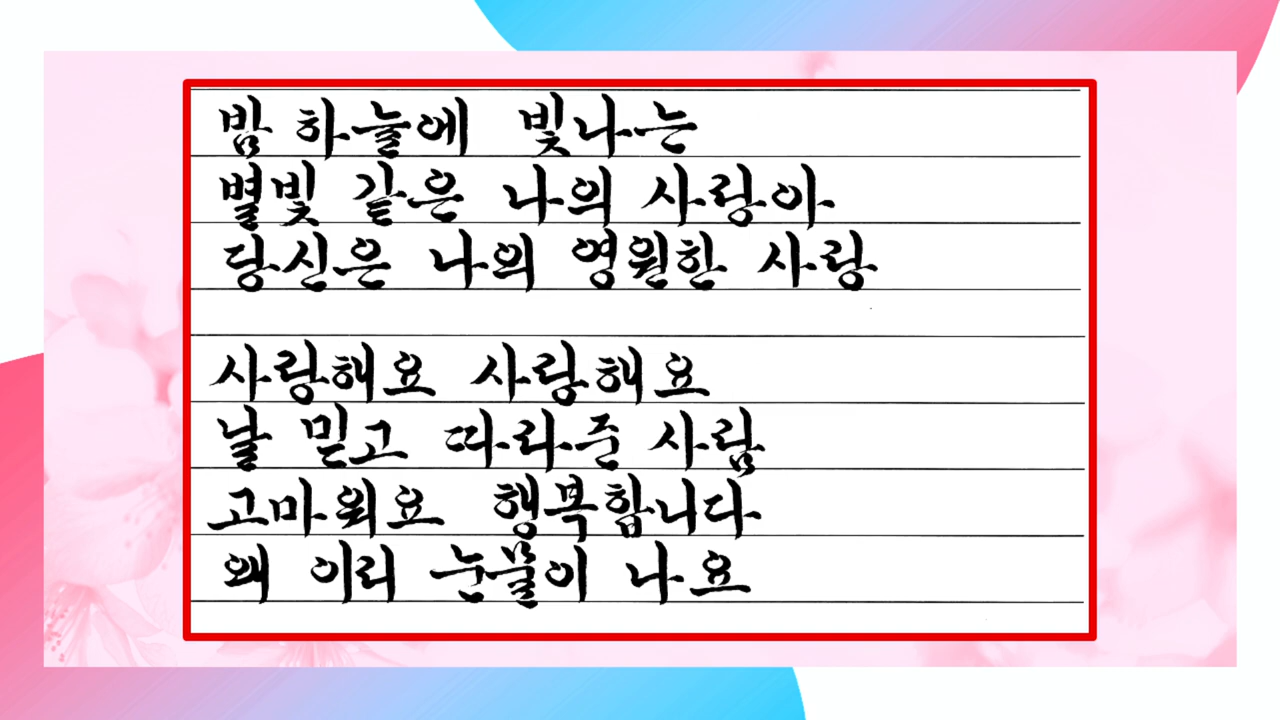 밤 하늘에 빛나는
별빛 같은 나의 사랑아
당신은 나의 영원한 사랑
사랑해요 사랑해요
날 믿고 따라준 사람
고마워요 행복합니다
왜 이리 눈물이 나요